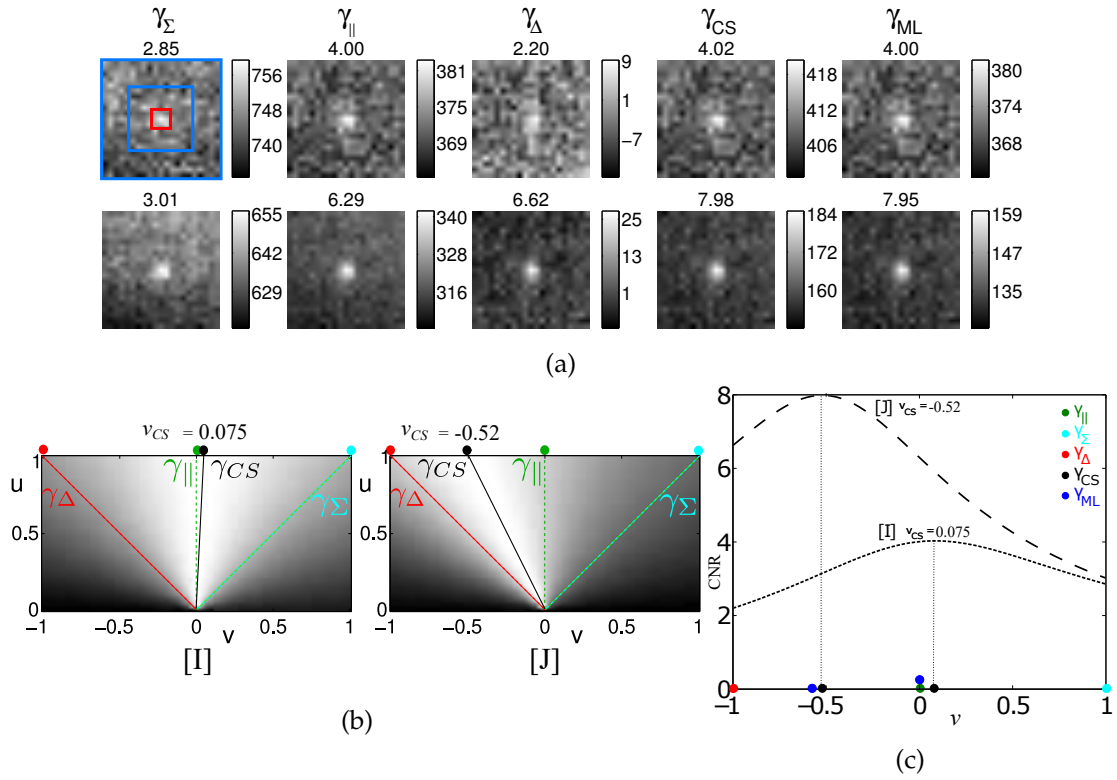 γΣ γ|| γΔ γCS γML
2.85 4.00 2.20 4.02 4.00
756 381 9 418 380
748 375 1 412 374
740 369 -7 406 368
3.01 6.29 6.62 7.98 7.95
655 340 25 184 159
642 328 13 172 147
629 316 1 160 135
(a)
vCS = 0.075
1
u
0.5
0
γΔ
γ||
γCS
γΣ
-1 -0.5 0 0.5 1
v
[I]
vCS = -0.52
1
u
0.5
0
γΔ
γCS
γ||
γΣ
-1 -0.5 0 0.5 1
v
[J]
(b)
8
6
4
2
0
CNR
[J] vCS = -0.52
[I] vCS = 0.075
γ||
γΣ
γΔ
γCS
γML
-1 -0.5 0 0.5 1
v
(c)